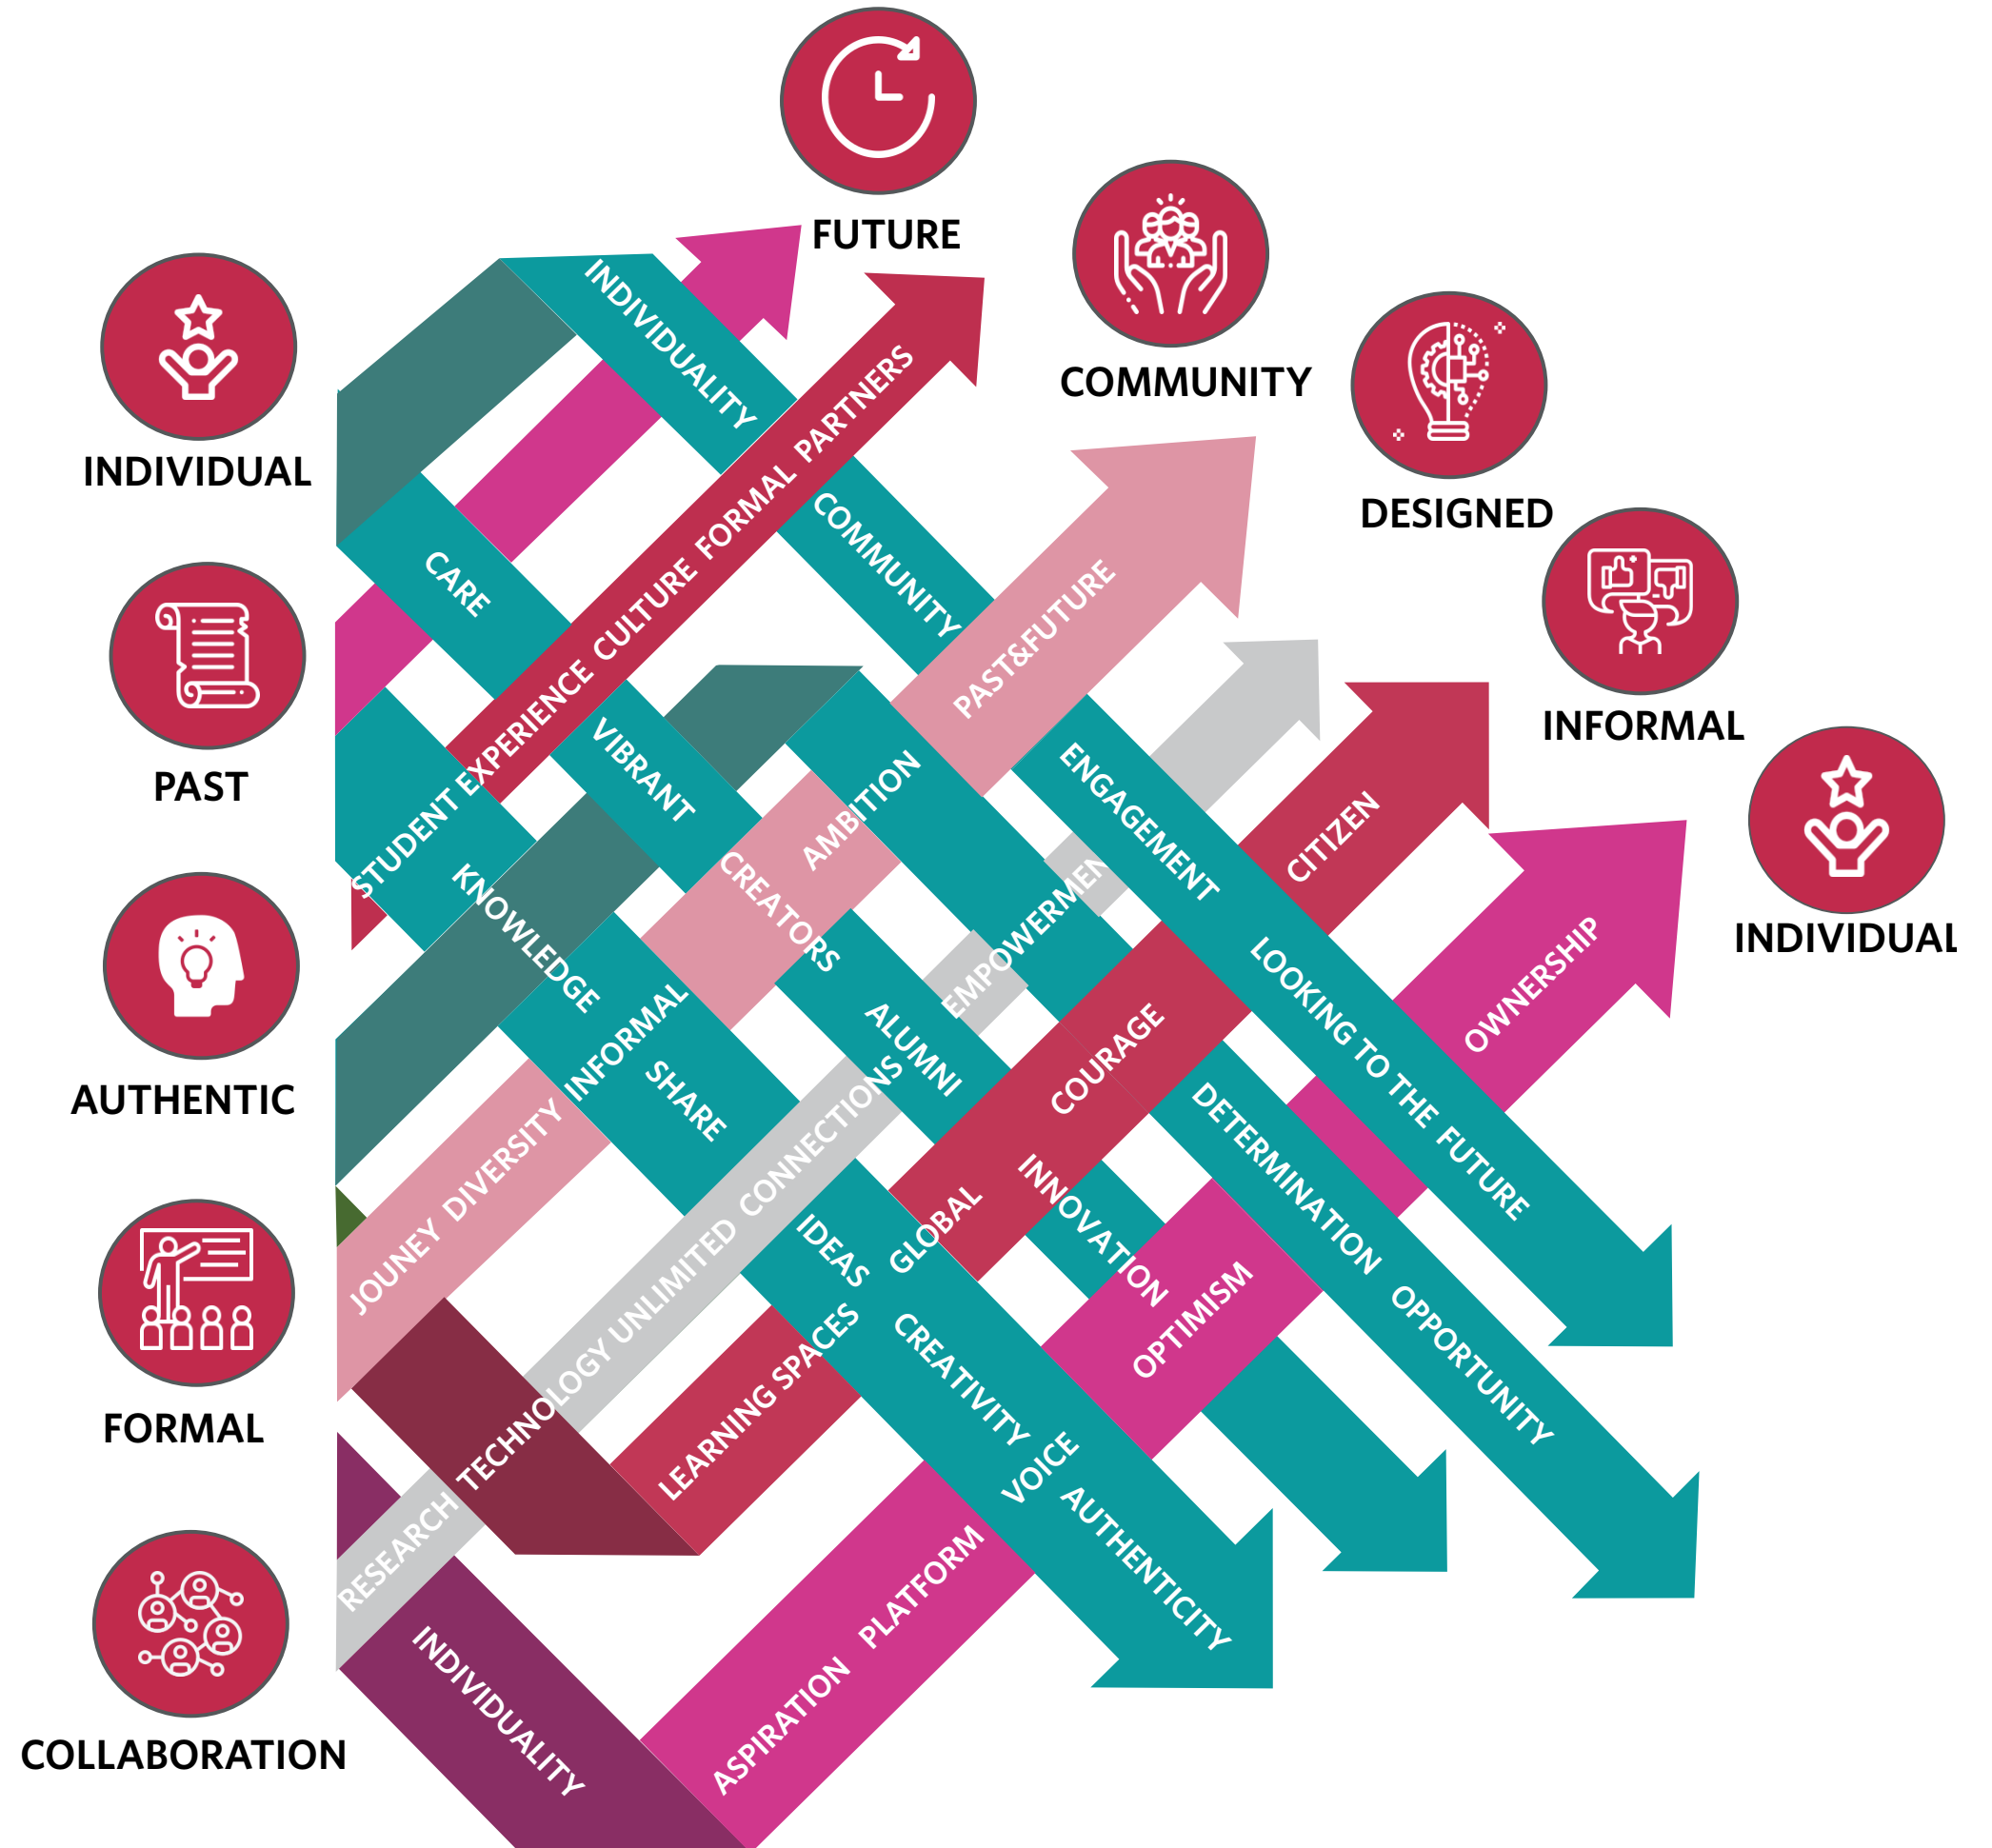 FUTURE
COMMUNITY
DESIGNED
INFORMAL
INDIVIDUAL
INDIVIDUAL
PAST
AUTHENTIC
FORMAL
COLLABORATION
INDIVIDUALITY
CARE
STUDENT EXPERIENCE CULTURE FORMAL PARTNERS
COMMUNITY
PAST&FUTURE
VIBRANT
AMBITION
CREATORS
KNOWLEDGE
ENGAGEMENT
EMPOWERMEN
CITIZEN
OWNERSHIP
LOOKING TO THE FUTURE
INFORMAL
SHARE
ALUMNI
COURAGE
JOUNEY DIVERSITY
GLOBAL
INNOVATION
DETERMINATION OPPORTUNITY
IDEAS
CREATIVITY
OPTIMISM
RESEARCH TECHNOLOGY UNLIMITED CONNECTIONS
LEARNING SPACES
VOICE
AUTHENTICITY
INDIVIDUALITY
ASPIRATION PLATFORM